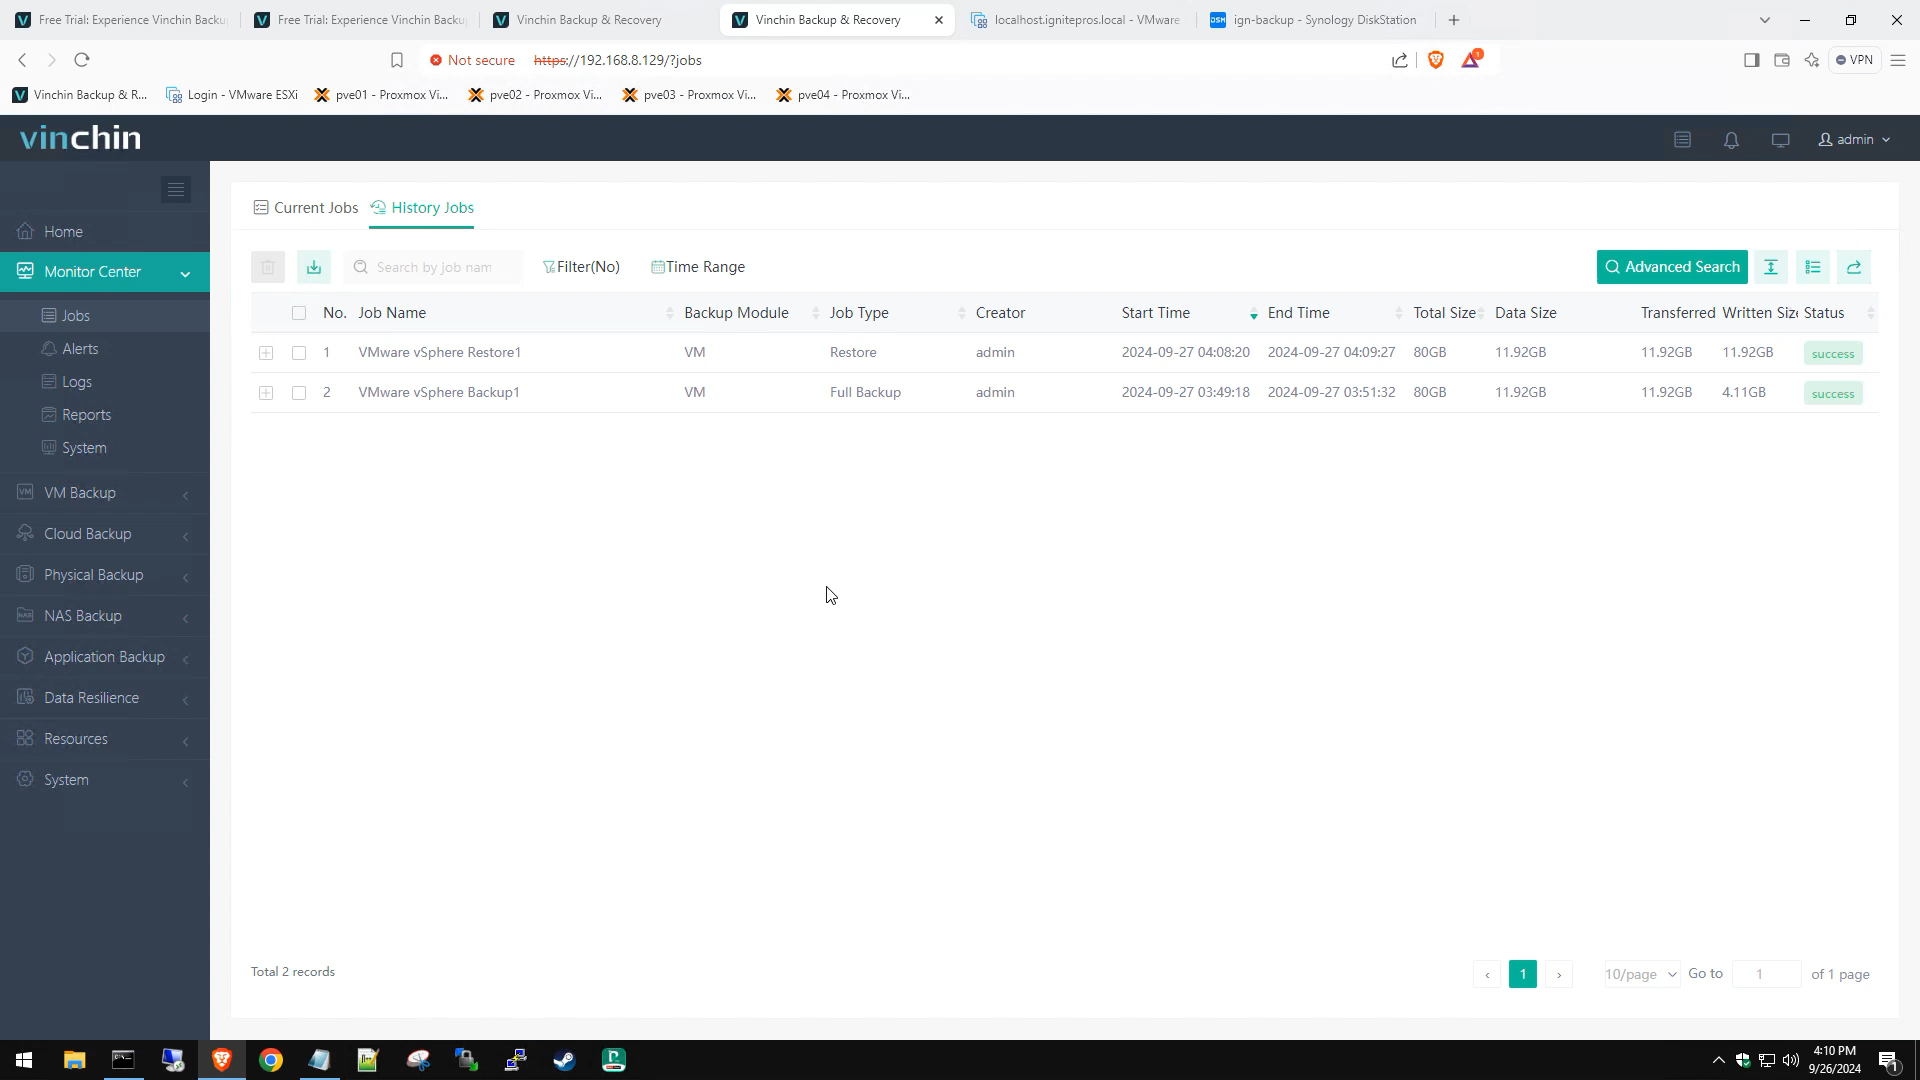 Free Trial: Experience Vinchin Backu
Free Trial: Experience Vinchin Backu
Vinchin Backup & Recovery
Vinchin Backup & Recovery
localhost.ignitepros.local - VMware
ign-backup - Synology DiskStation
Not secure
https://192.168.8.129/?jobs
VPN
Vinchin Backup & R...
Login - VMware ESXi
pve01 - Proxmox Vi...
pve02 - Proxmox Vi...
pve03 - Proxmox Vi...
pve04 - Proxmox Vi...
vinchin
admin
Home
Monitor Center
Jobs
Alerts
Logs
Reports
System
VM Backup
Cloud Backup
Physical Backup
NAS Backup
Application Backup
Data Resilience
Resources
System
Current Jobs
History Jobs
Search by job nam
Filter(No)
Time Range
Advanced Search
No. Job Name Backup Module Job Type Creator Start Time End Time Total Size Data Size Transferred Written Size Status
1 VMware vSphere Restore1 VM Restore admin 2024-09-27 04:08:20 2024-09-27 04:09:27 80GB 11.92GB 11.92GB 11.92GB success
2 VMware vSphere Backup1 VM Full Backup admin 2024-09-27 03:49:18 2024-09-27 03:51:32 80GB 11.92GB 11.92GB 4.11GB success
Total 2 records
1
10/page
Go to
1
of 1 page
4:10 PM
9/26/2024